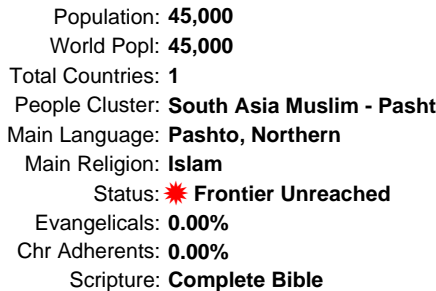 Population: 45,000
World Popl: 45,000
Total Countries: 1
People Cluster: South Asia Muslim - Pasht
Main Language: Pashto, Northern
Main Religion: Islam
Status: Frontier Unreached
Evangelicals: 0.00%
Chr Adherents: 0.00%
Scripture: Complete Bible